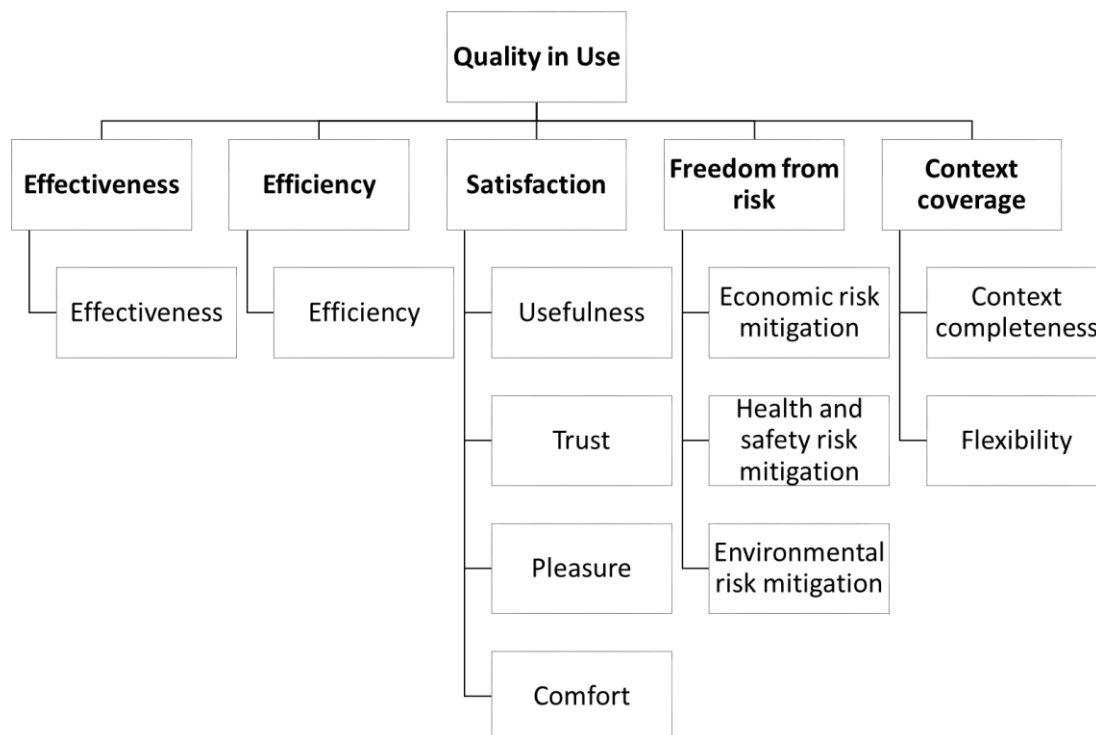 Quality in Use
Effectiveness
Efficiency
Satisfaction
Freedom from
risk
Context
coverage
Effectiveness
Efficiency
Usefulness
Trust
Pleasure
Comfort
Economic risk
mitigation
Health and
safety risk
mitigation
Environmental
risk mitigation
Context
completeness
Flexibility